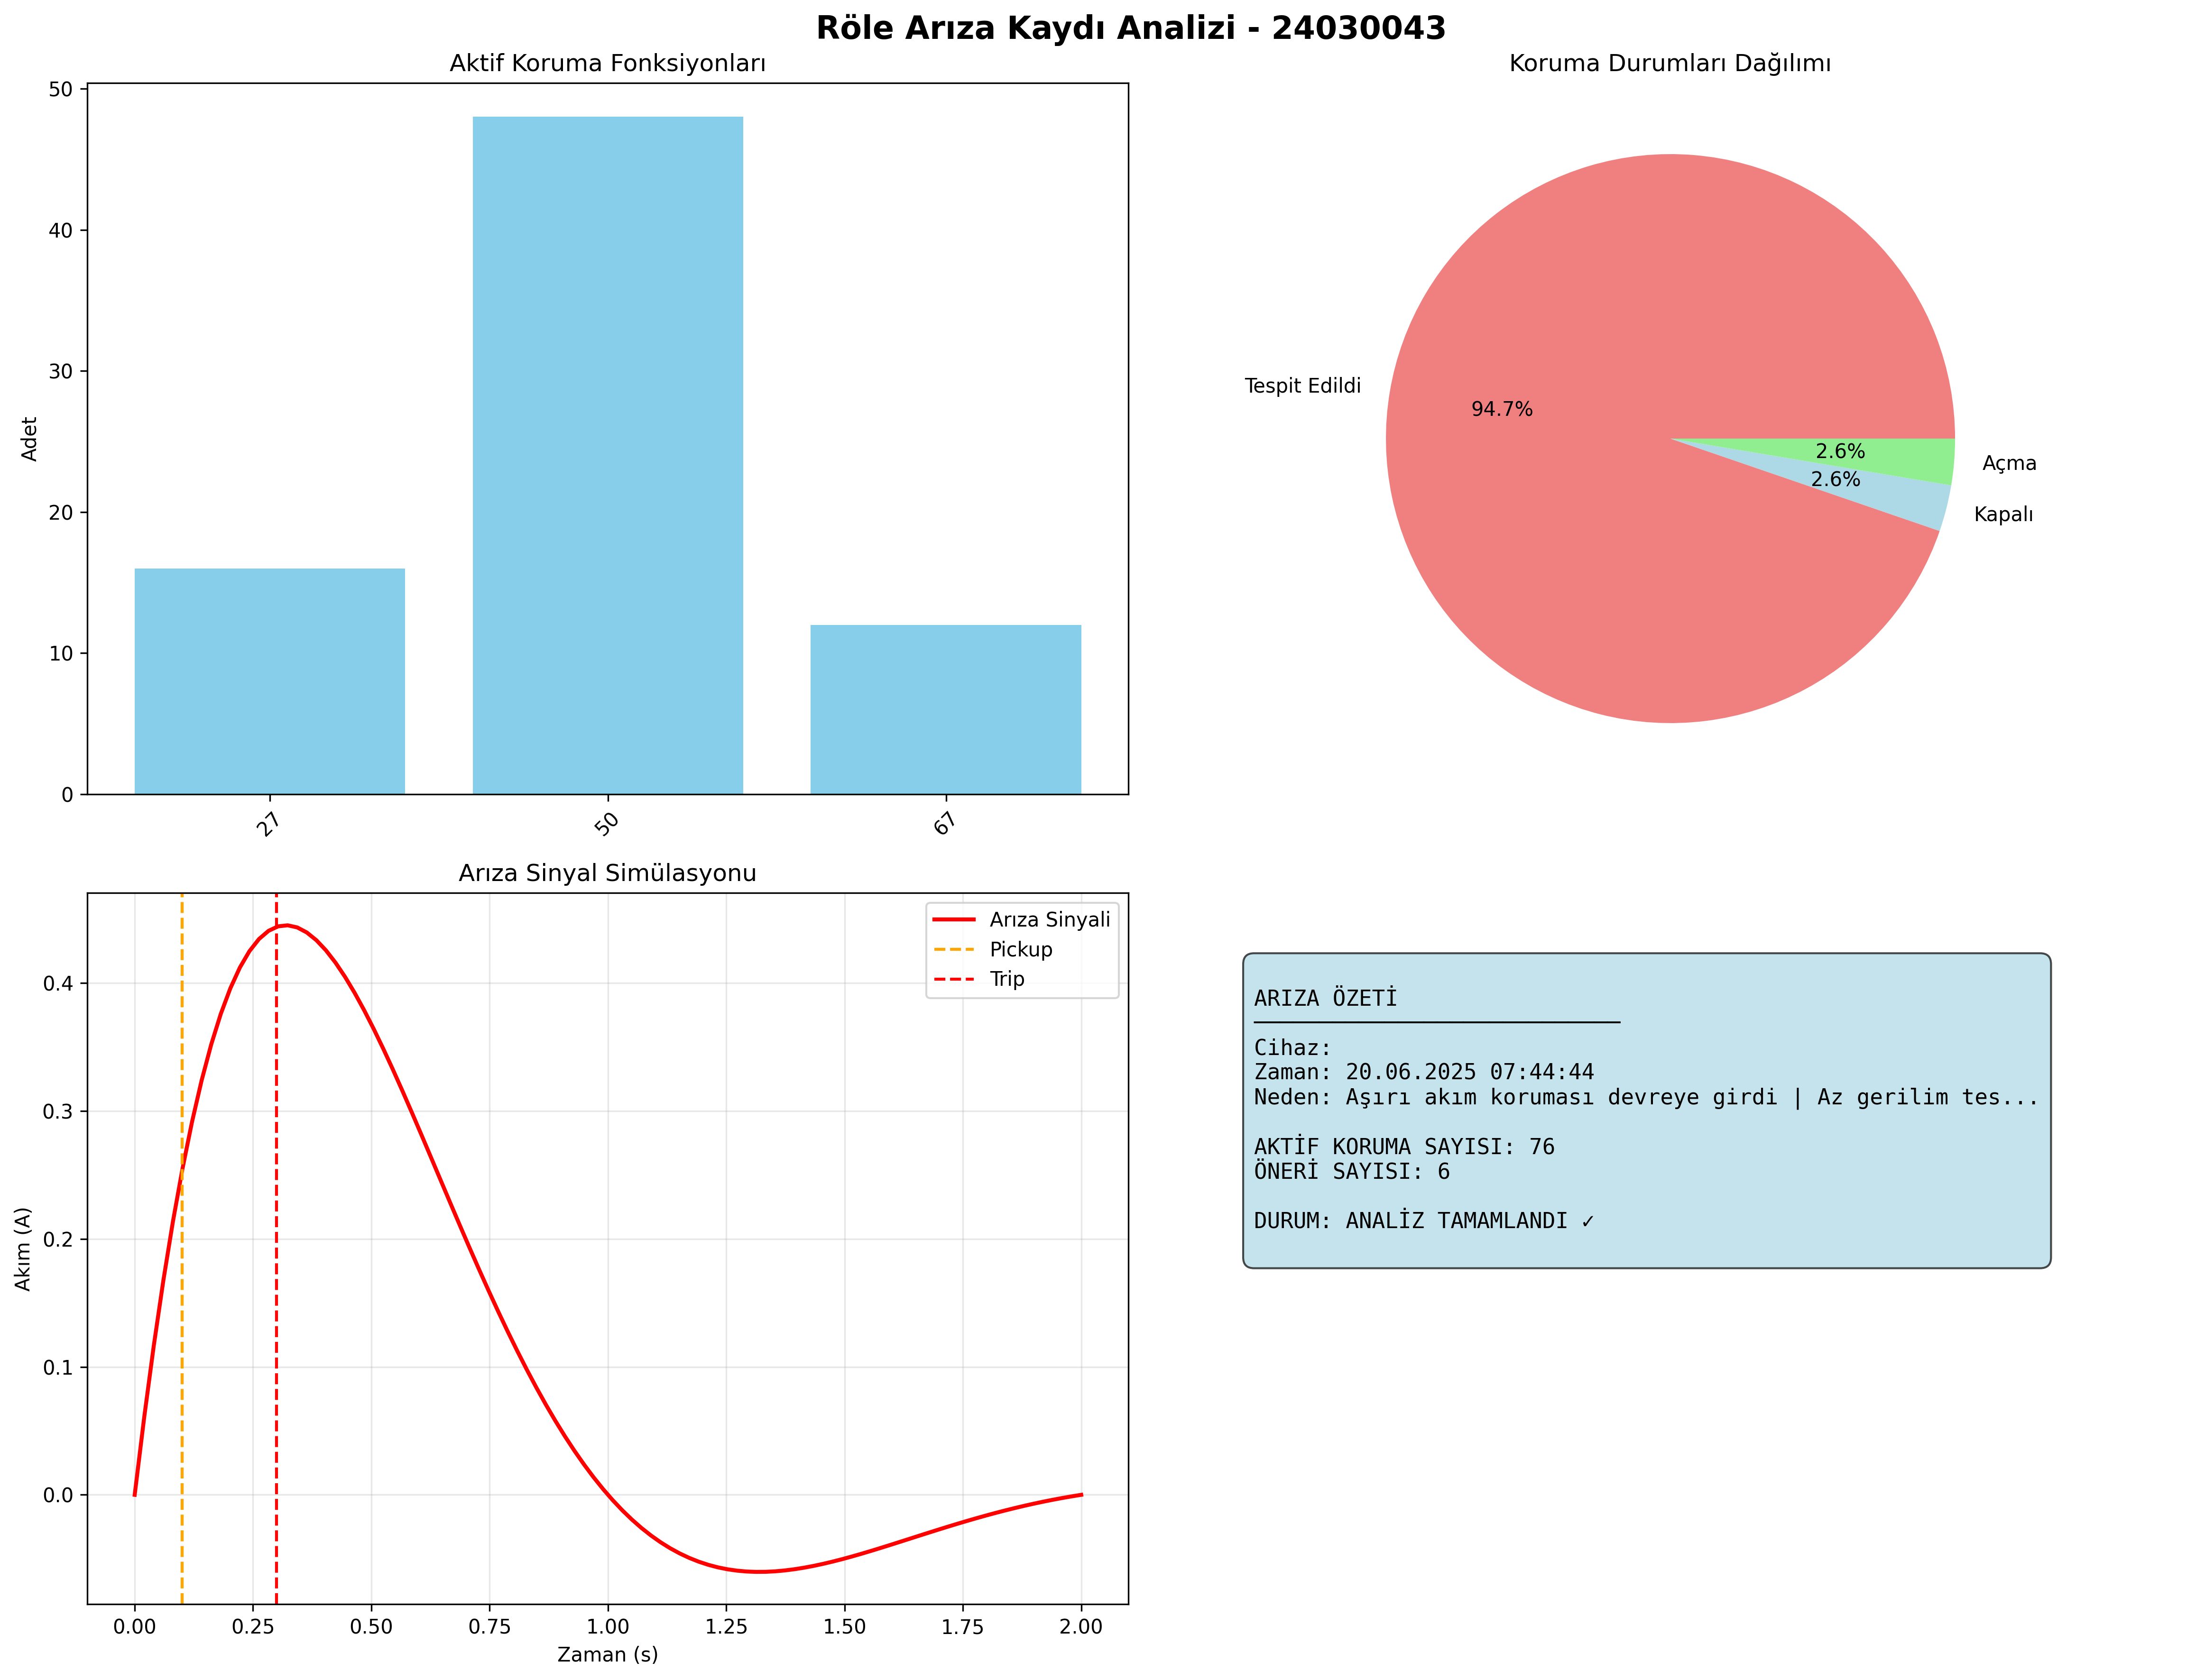 Röle Arıza Kaydı Analizi - 24030043
Aktif Koruma Fonksiyonları
50
40
30
20
10
0
Adet
27
50
67
Koruma Durumları Dağılımı
Tespit Edildi
94.7%
2.6%
Açma
2.6%
Kapalı
Arıza Sinyal Simülasyonu
Arıza Sinyali
Pickup
Trip
0.4
0.3
0.2
0.1
0.0
Akım (A)
0.00
0.25
0.50
0.75
1.00
1.25
1.50
1.75
2.00
Zaman (s)
ARIZA ÖZETİ
Cihaz:
Zaman: 20.06.2025 07:44:44
Neden: Aşırı akım koruması devreye girdi | Az gerilim tes...
AKTİF KORUMA SAYISI: 76
ÖNERİ SAYISI: 6
DURUM: ANALİZ TAMAMLANDI ✓